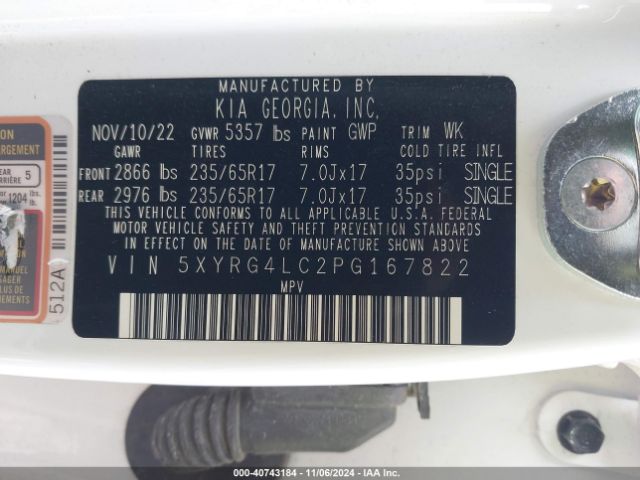 MANUFACTURED BY
KIA GEORGIA, INC.
NOV/10/22 GVWR 5357 lbs PAINT GWP TRIM WK
GAWR TIRES RIMS COLD TIRE INFL
FRONT 2866 lbs 235/65R17 7.0Jx17 35psi SINGLE
REAR 2976 lbs 235/65R17 7.0Jx17 35psi SINGLE
THIS VEHICLE CONFORMS TO ALL APPLICABLE U.S.A. FEDERAL
MOTOR VEHICLE SAFETY AND THEFT PREVENTION STANDARDS
IN EFFECT ON THE DATE OF MANUFACTURE SHOWN ABOVE.
VIN 5XYRG4LC2PG167822
MPV
5
1204 lbs.
512A
000-40743184 - 11/06/2024 - IAA Inc.